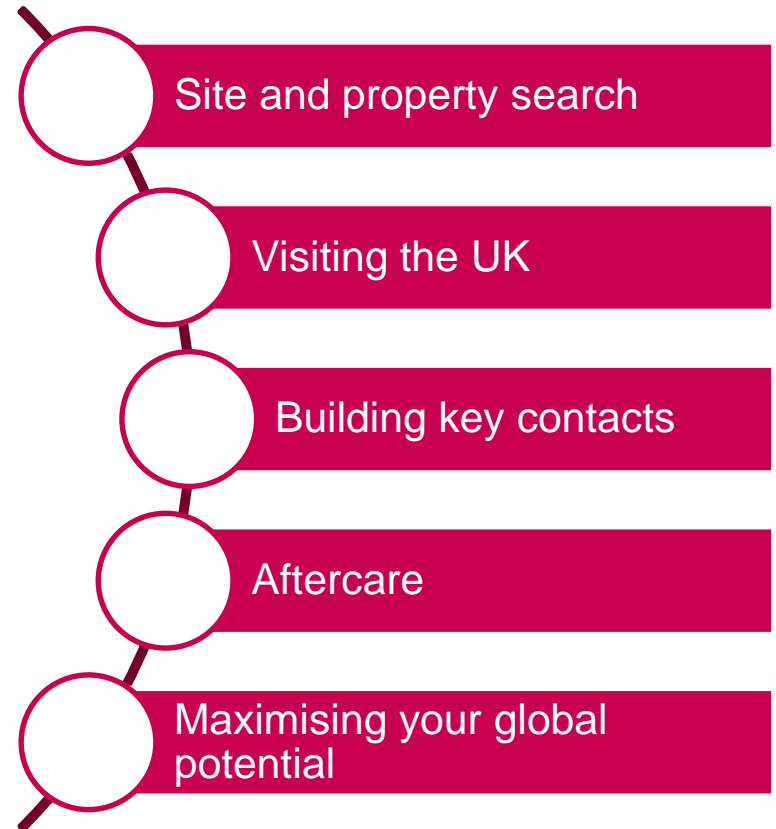 Site and property search
Visiting the UK
Building key contacts
Aftercare
Maximising your global
potential